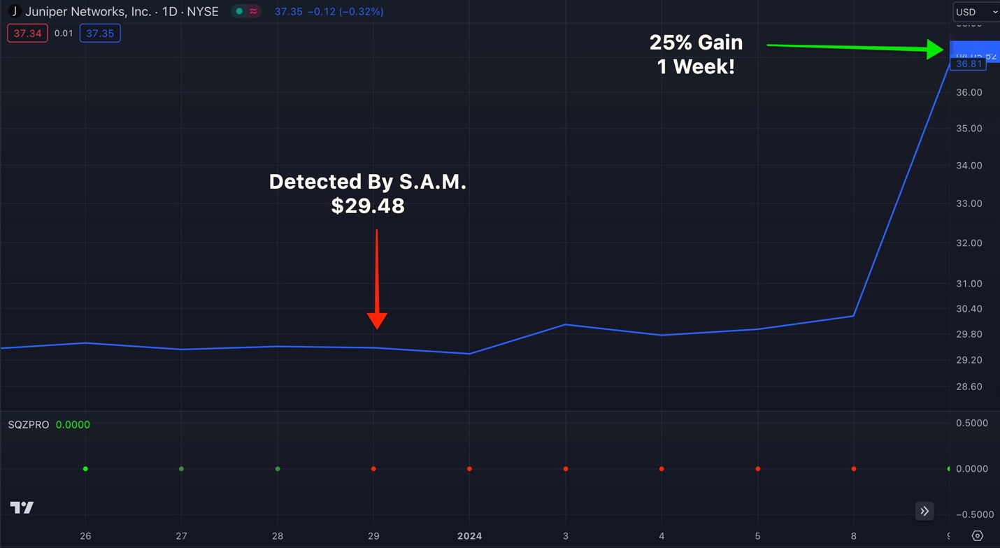 J Juniper Networks, Inc. · 1D · NYSE ≈ 37.35 −0.12 (−0.32%)
USD
37.34 0.01 37.35
25% Gain
1 Week!
36.81
36.00
35.00
34.00
Detected By S.A.M.
$29.48
33.00
32.00
31.00
30.40
29.80
29.20
28.60
SQZPRO 0.0000
0.5000
0.0000
−0.5000
26 27 28 29 2024 3 4 5 8